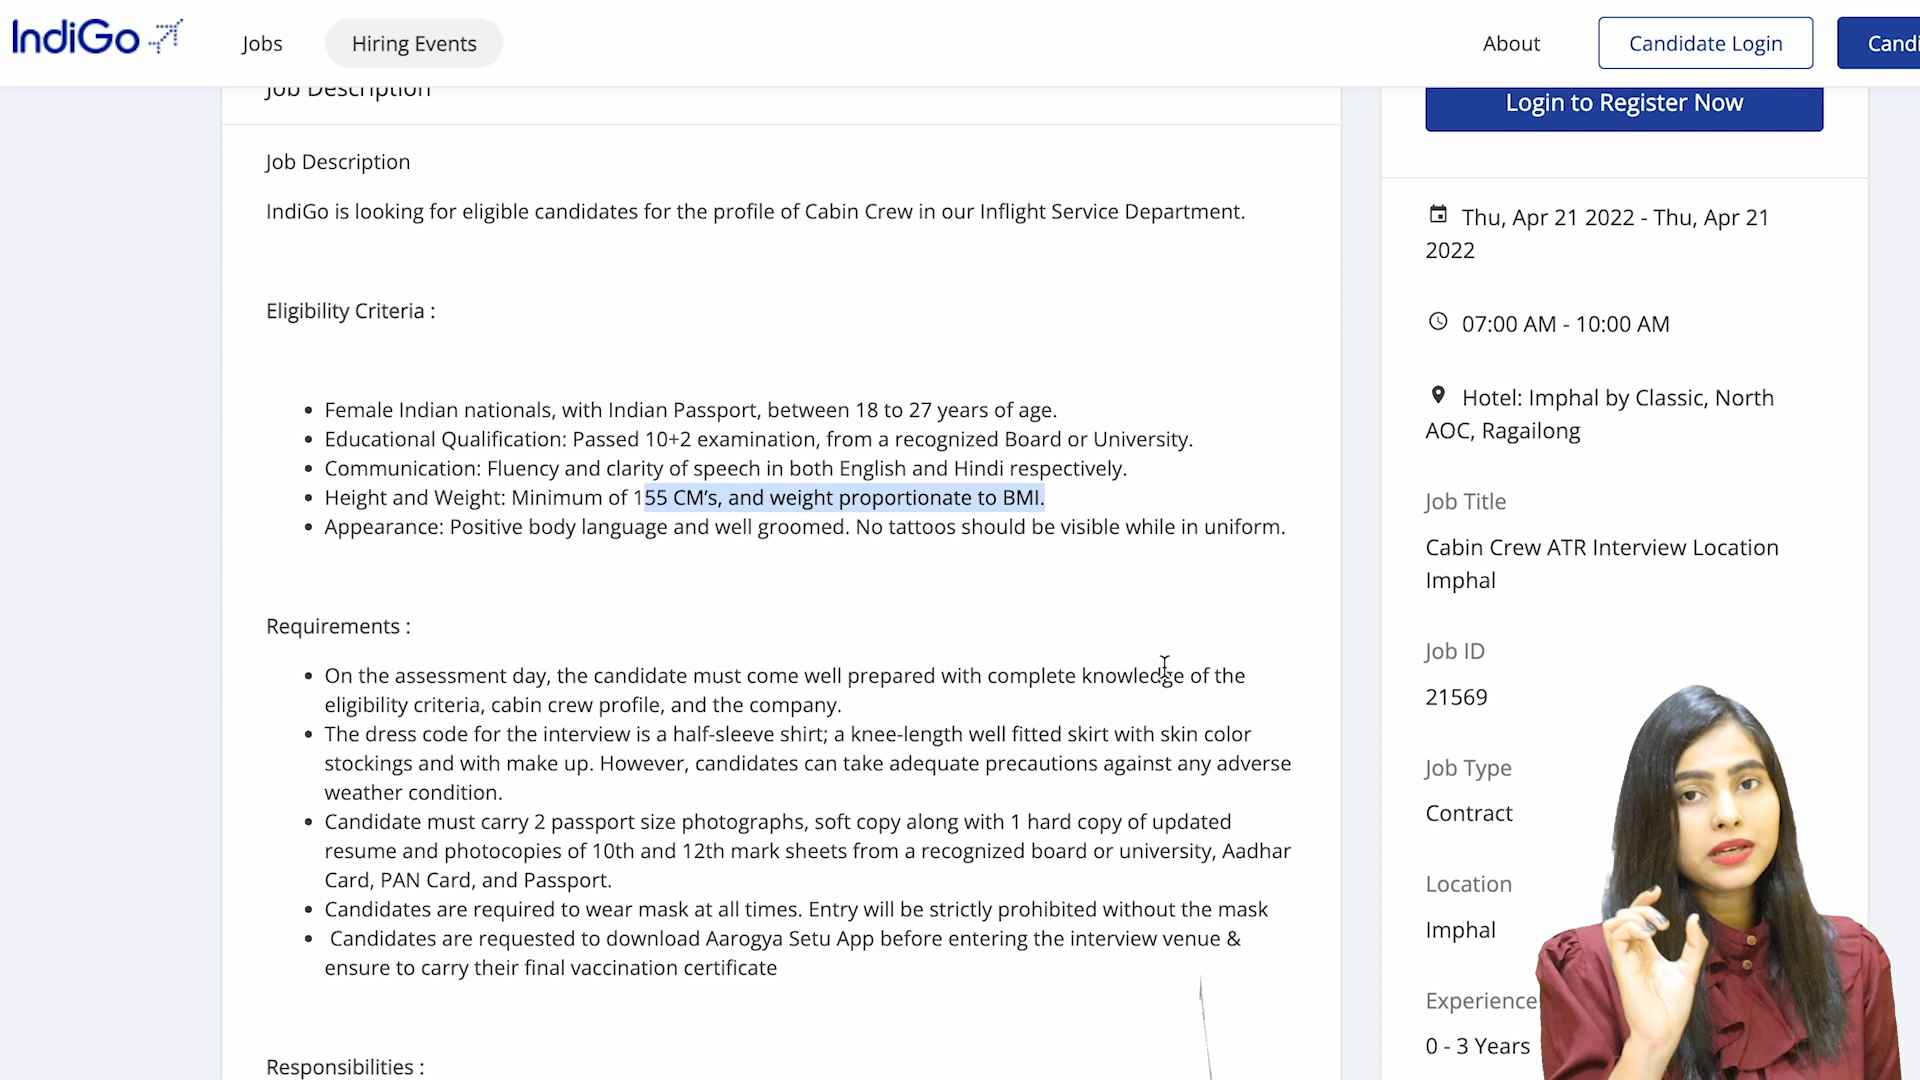 IndiGo
Jobs
Hiring Events
About
Candidate Login
Candi
Job Description
Job Description
IndiGo is looking for eligible candidates for the profile of Cabin Crew in our Inflight Service Department.
Eligibility Criteria :
Female Indian nationals, with Indian Passport, between 18 to 27 years of age.
Educational Qualification: Passed 10+2 examination, from a recognized Board or University.
Communication: Fluency and clarity of speech in both English and Hindi respectively.
Height and Weight: Minimum of 155 CM’s, and weight proportionate to BMI.
Appearance: Positive body language and well groomed. No tattoos should be visible while in uniform.
Requirements :
On the assessment day, the candidate must come well prepared with complete knowledge of the
eligibility criteria, cabin crew profile, and the company.
The dress code for the interview is a half-sleeve shirt; a knee-length well fitted skirt with skin color
stockings and with make up. However, candidates can take adequate precautions against any adverse
weather condition.
Candidate must carry 2 passport size photographs, soft copy along with 1 hard copy of updated
resume and photocopies of 10th and 12th mark sheets from a recognized board or university, Aadhar
Card, PAN Card, and Passport.
Candidates are required to wear mask at all times. Entry will be strictly prohibited without the mask
Candidates are requested to download Aarogya Setu App before entering the interview venue &
ensure to carry their final vaccination certificate
Responsibilities :
Login to Register Now
Thu, Apr 21 2022 - Thu, Apr 21
2022
07:00 AM - 10:00 AM
Hotel: Imphal by Classic, North
AOC, Ragailong
Job Title
Cabin Crew ATR Interview Location
Imphal
Job ID
21569
Job Type
Contract
Location
Imphal
Experience
0 - 3 Years